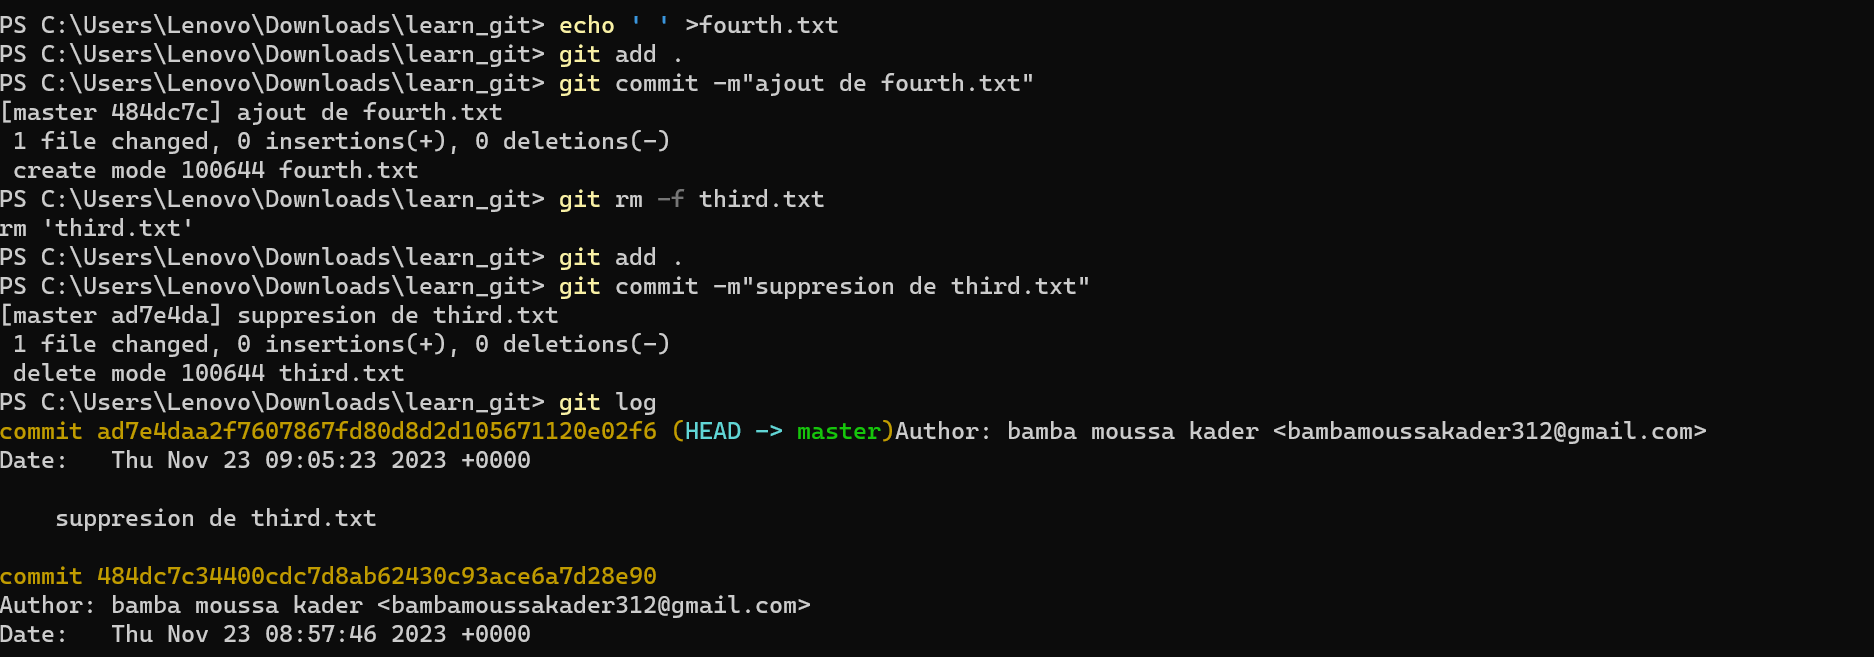 PS C:\Users\Lenovo\Downloads\learn_git> echo ' ' >fourth.txt
PS C:\Users\Lenovo\Downloads\learn_git> git add .
PS C:\Users\Lenovo\Downloads\learn_git> git commit -m"ajout de fourth.txt"
[master 484dc7c] ajout de fourth.txt
 1 file changed, 0 insertions(+), 0 deletions(-)
 create mode 100644 fourth.txt
PS C:\Users\Lenovo\Downloads\learn_git> git rm -f third.txt
rm 'third.txt'
PS C:\Users\Lenovo\Downloads\learn_git> git add .
PS C:\Users\Lenovo\Downloads\learn_git> git commit -m"suppresion de third.txt"
[master ad7e4da] suppresion de third.txt
 1 file changed, 0 insertions(+), 0 deletions(-)
 delete mode 100644 third.txt
PS C:\Users\Lenovo\Downloads\learn_git> git log
commit ad7e4daa2f7607867fd80d8d2d105671120e02f6 (HEAD -> master)Author: bamba moussa kader <bambamoussakader312@gmail.com>
Date:   Thu Nov 23 09:05:23 2023 +0000
    suppresion de third.txt
commit 484dc7c34400cdc7d8ab62430c93ace6a7d28e90
Author: bamba moussa kader <bambamoussakader312@gmail.com>
Date:   Thu Nov 23 08:57:46 2023 +0000